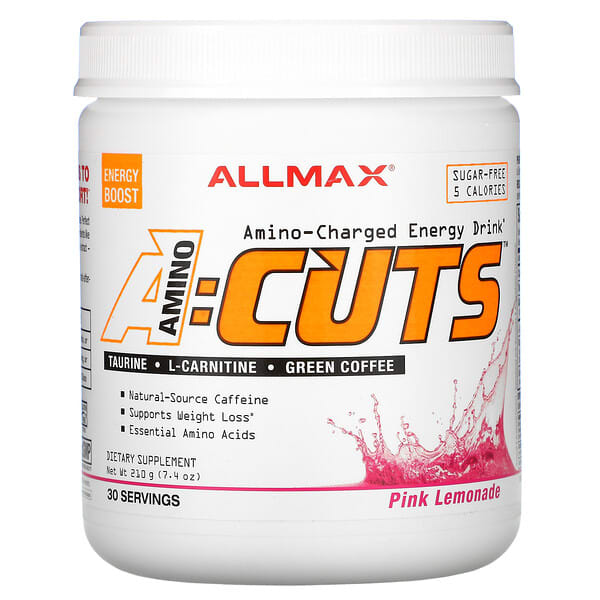 ENERGY
BOOST
ALLMAX®
SUGAR-FREE
5 CALORIES
Amino-Charged Energy Drink*
A AMINO
:CUTS™
TAURINE • L-CARNITINE • GREEN COFFEE
• Natural-Source Caffeine
• Supports Weight Loss*
• Essential Amino Acids
DIETARY SUPPLEMENT
Net Wt 210 g (7.4 oz)
30 SERVINGS
Pink Lemonade